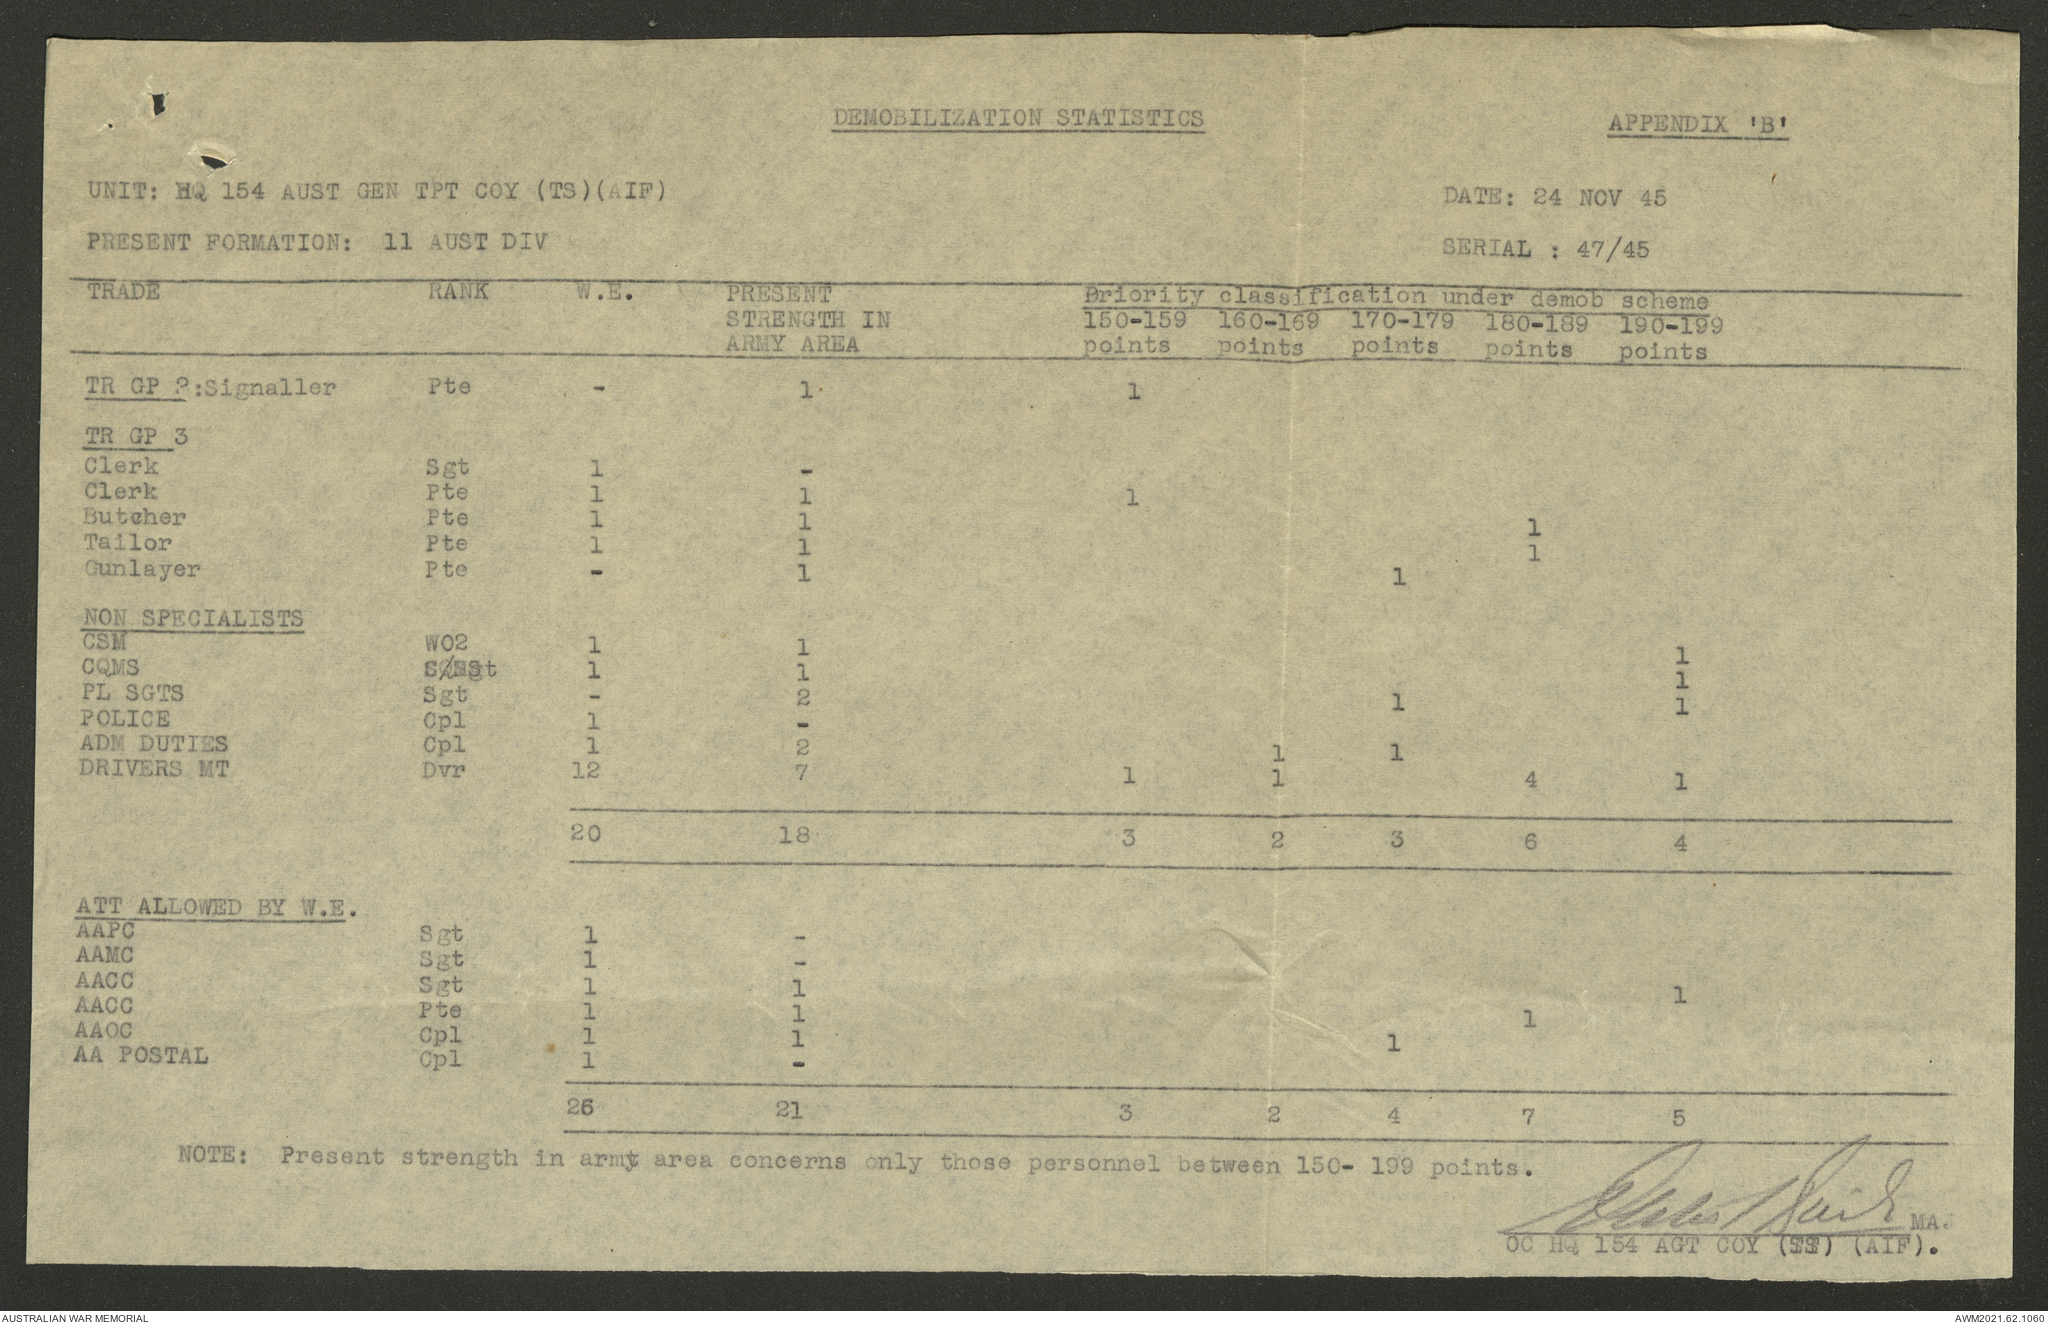 DEMOBILIZATION STATISTICS
APPENDIX 'B'
UNIT: HQ 154 AUST GEN TPT COY (TS)(AIF)
DATE: 24 NOV 45
PRESENT FORMATION: 11 AUST DIV
SERIAL : 47/45
TRADE RANK W.E. PRESENT Priority classification under demob scheme
STRENGTH IN 150-159 160-169 170-179 180-189 190-199
ARMY AREA points points points points points
TR GP 2:Signaller Pte - 1 1
TR GP 3
Clerk Sgt 1 -
Clerk Pte 1 1 1
Butcher Pte 1 1 1
Tailor Pte 1 1 1
Gunlayer Pte - 1 1
NON SPECIALISTS
CSM WO2 1 1 1
CQMS S/Sgt 1 1 1
PL SGTS Sgt - 2 1 1
POLICE Cpl 1 -
ADM DUTIES Cpl 1 2 1 1
DRIVERS MT Dvr 12 7 1 1 4 1
20 18 3 2 3 6 4
ATT ALLOWED BY W.E.
AAPC Sgt 1 -
AAMC Sgt 1 -
AACC Sgt 1 1 1
AACC Pte 1 1 1
AAOC Cpl 1 1 1
AA POSTAL Cpl 1 -
26 21 3 2 4 7 5
NOTE: Present strength in army area concerns only those personnel between 150- 199 points.
MAJ
OC HQ 154 AGT COY (TS) (AIF).
AUSTRALIAN WAR MEMORIAL
AWM2021.62.1060